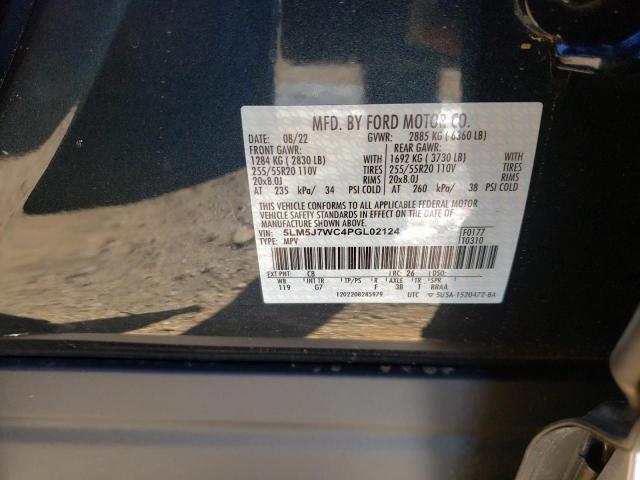 MFD. BY FORD MOTOR CO.
DATE: 08/22 GVWR: 2885 KG (6360 LB)
FRONT GAWR: REAR GAWR:
1284 KG (2830 LB) WITH 1692 KG (3730 LB) WITH
255/55R20 110V TIRES 255/55R20 110V TIRES
20x8.0J RIMS 20x8.0J RIMS
AT 235 kPa/ 34 PSI COLD AT 260 kPa/ 38 PSI COLD
THIS VEHICLE CONFORMS TO ALL APPLICABLE FEDERAL MOTOR
VEHICLE SAFETY STANDARDS IN EFFECT ON THE DATE OF
MANUFACTURE SHOWN ABOVE.
VIN: 5LM5J7WC4PGL02124 F0177
TYPE: MPV T0310
EXT PNT: CB RC: 26 DSO:
WB INT TR TP/PS R AXLE TR SPR
119 G7 F 3B T RRAA
1202208285979 UTC 5U5A-1520472-BA